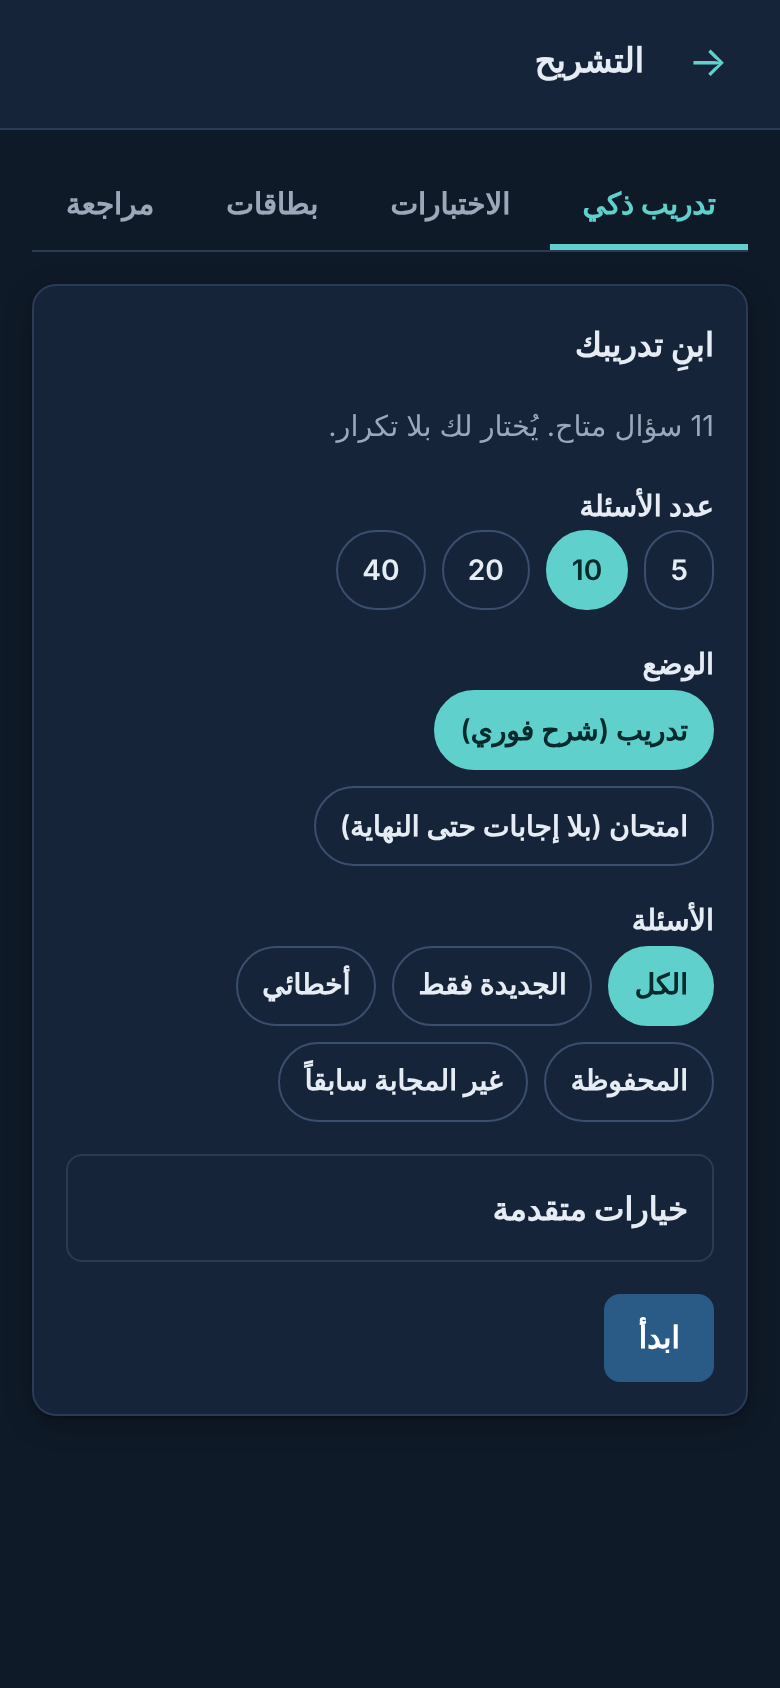 التشريح
تدريب ذكي الاختبارات بطاقات مراجعة
ابنِ تدريبك
11 سؤال متاح. يُختار لك بلا تكرار.
عدد الأسئلة
5 10 20 40
الوضع
تدريب (شرح فوري)
امتحان (بلا إجابات حتى النهاية)
الأسئلة
الكل الجديدة فقط أخطائي
المحفوظة غير المجابة سابقاً
خيارات متقدمة
ابدأ